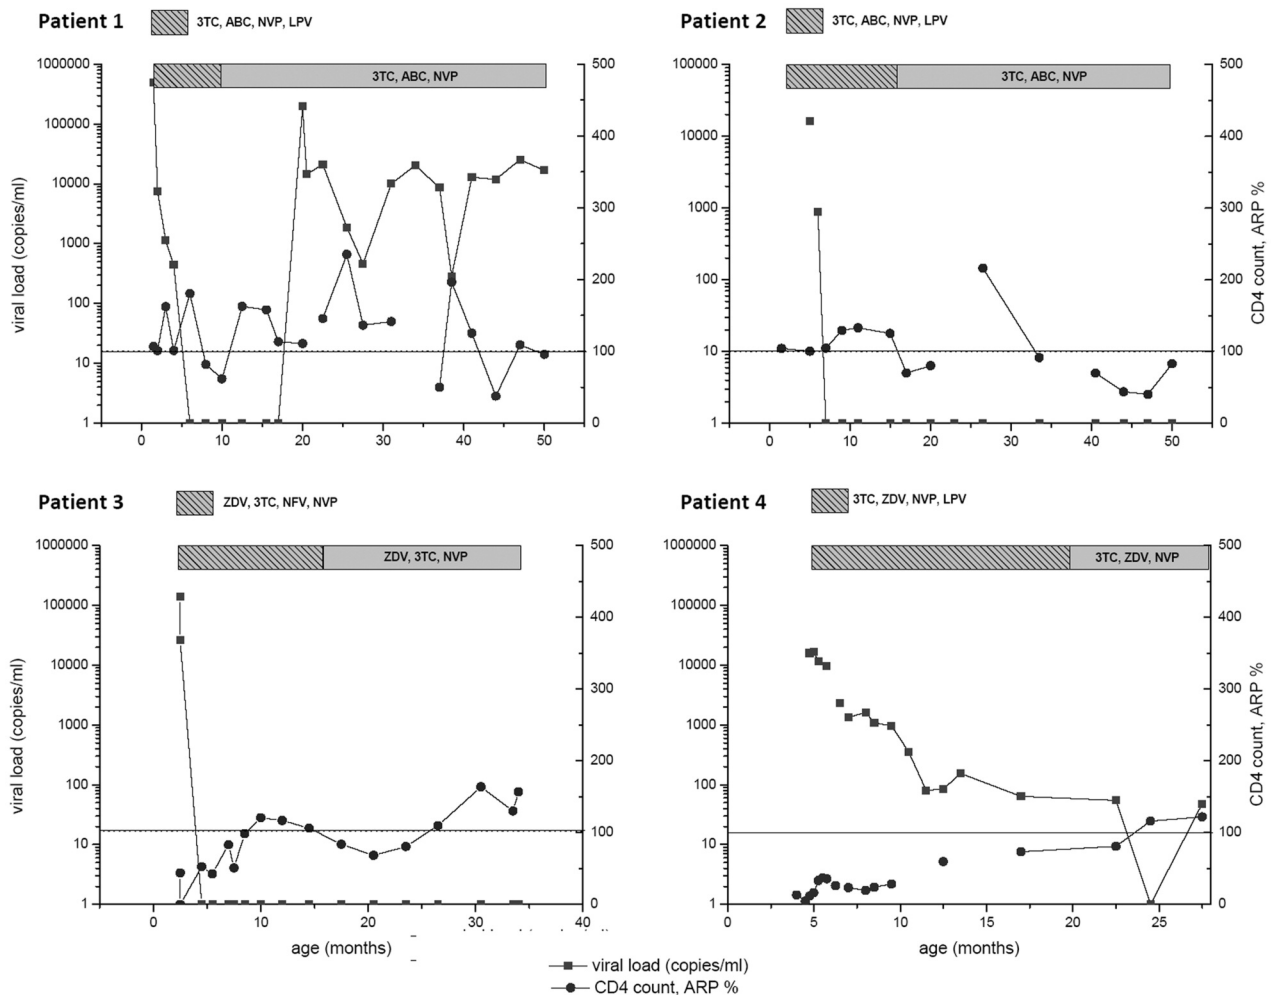 Patient 1 3TC, ABC, NVP, LPV
3TC, ABC, NVP
viral load (copies/ml)
1000000
100000
10000
1000
100
10
1
500
400
300
200
100
0
0 10 20 30 40 50
Patient 2 3TC, ABC, NVP, LPV
3TC, ABC, NVP
100000
10000
1000
100
10
1
500
400
300
200
100
0
CD4 count, ARP %
0 10 20 30 40 50
Patient 3 ZDV, 3TC, NFV, NVP
ZDV, 3TC, NVP
viral load (copies/ml)
1000000
100000
10000
1000
100
10
1
500
400
300
200
100
0
0 10 20 30 40
age (months)
Patient 4 3TC, ZDV, NVP, LPV
3TC, ZDV, NVP
1000000
100000
10000
1000
100
10
1
500
400
300
200
100
0
CD4 count, ARP %
0 5 10 15 20 25
age (months)
viral load (copies/ml)
CD4 count, ARP %